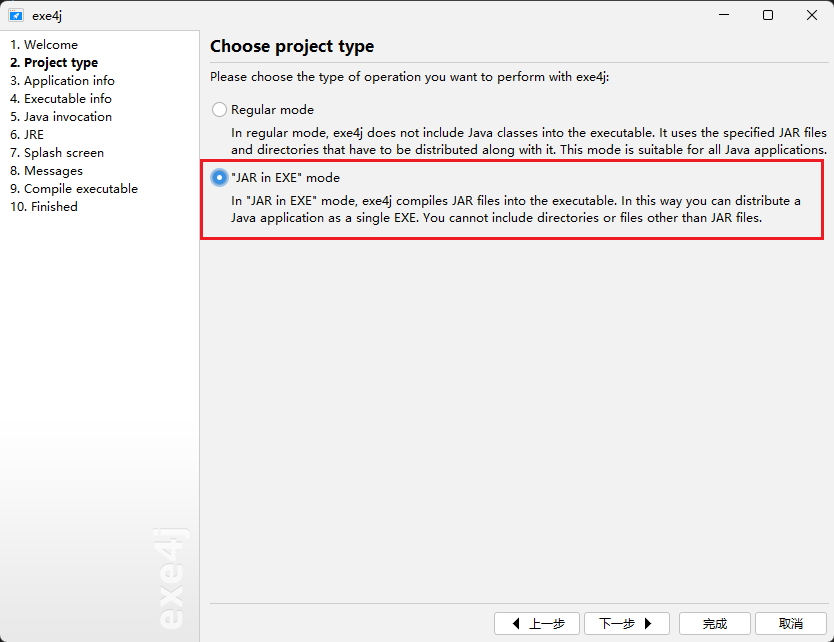 exe4j
1. Welcome
2. Project type
3. Application info
4. Executable info
5. Java invocation
6. JRE
7. Splash screen
8. Messages
9. Compile executable
10. Finished
exe4j
Choose project type
Please choose the type of operation you want to perform with exe4j:
Regular mode
In regular mode, exe4j does not include Java classes into the executable. It uses the specified JAR files
and directories that have to be distributed along with it. This mode is suitable for all Java applications.
"JAR in EXE" mode
In "JAR in EXE" mode, exe4j compiles JAR files into the executable. In this way you can distribute a
Java application as a single EXE. You cannot include directories or files other than JAR files.
上一步 下一步 完成 取消